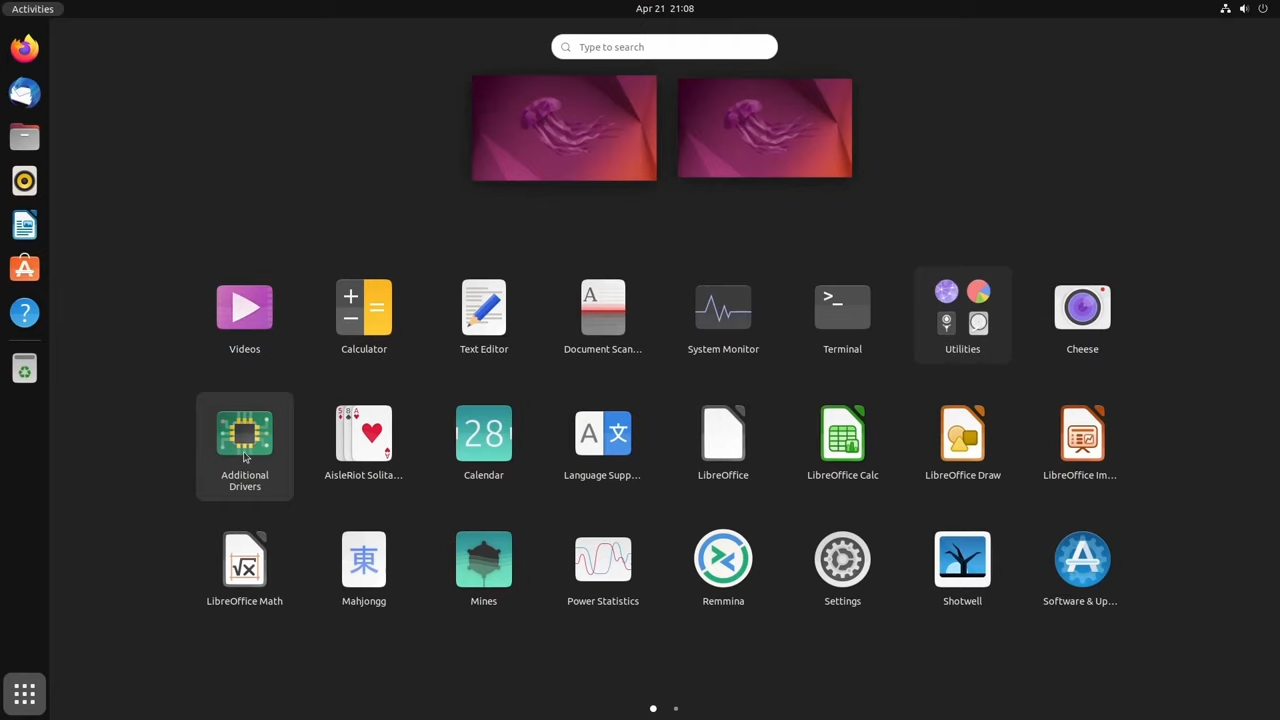 Activities
Apr 21 21:08
Type to search
Videos
Calculator
Text Editor
Document Scan...
System Monitor
Terminal
Utilities
Cheese
Additional
Drivers
AisleRiot Solita...
Calendar
Language Supp...
LibreOffice
LibreOffice Calc
LibreOffice Draw
LibreOffice Im...
LibreOffice Math
Mahjongg
Mines
Power Statistics
Remmina
Settings
Shotwell
Software & Up...